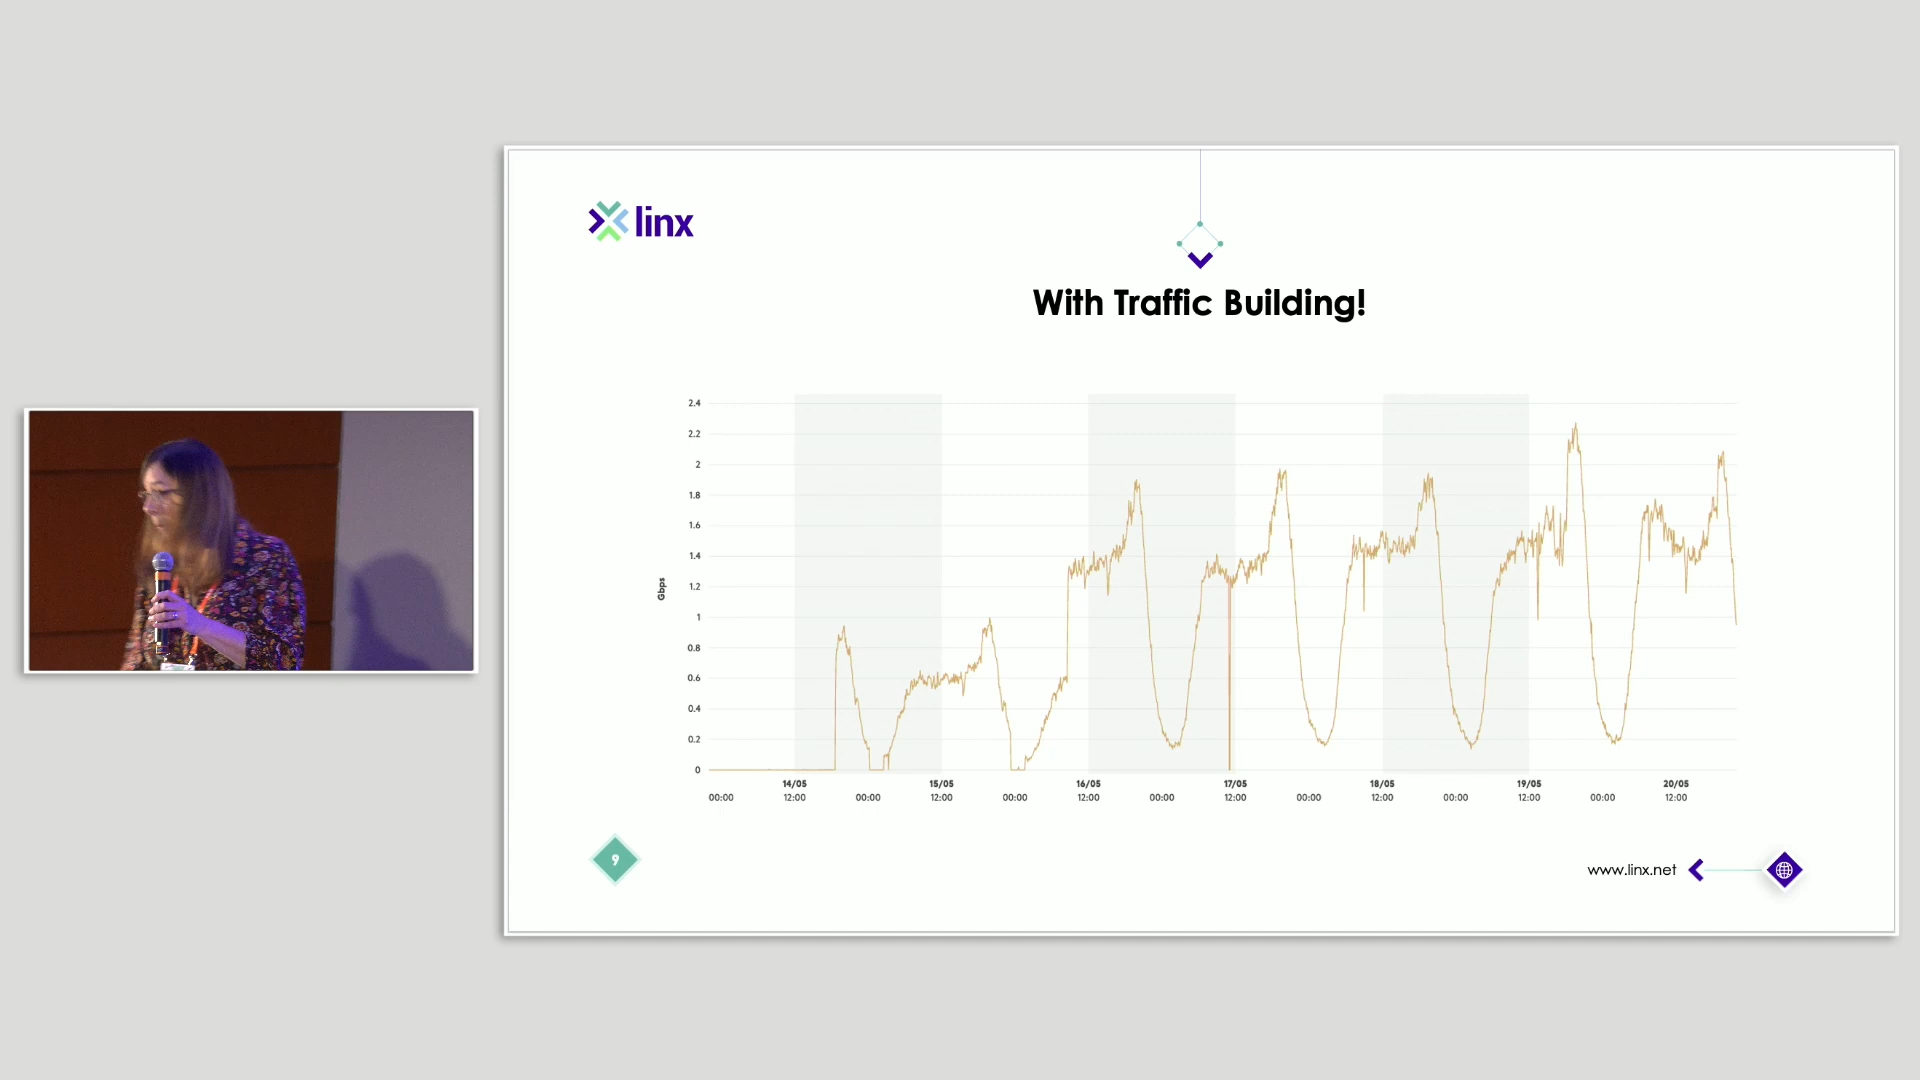 linx
With Traffic Building!
2.4
2.2
2
1.8
1.6
1.4
1.2
1
0.8
0.6
0.4
0.2
0
Gbps
14/05 15/05 16/05 17/05 18/05 19/05 20/05
00:00 12:00 00:00 12:00 00:00 12:00 00:00 12:00 00:00 12:00 00:00 12:00 00:00 12:00
9
www.linx.net